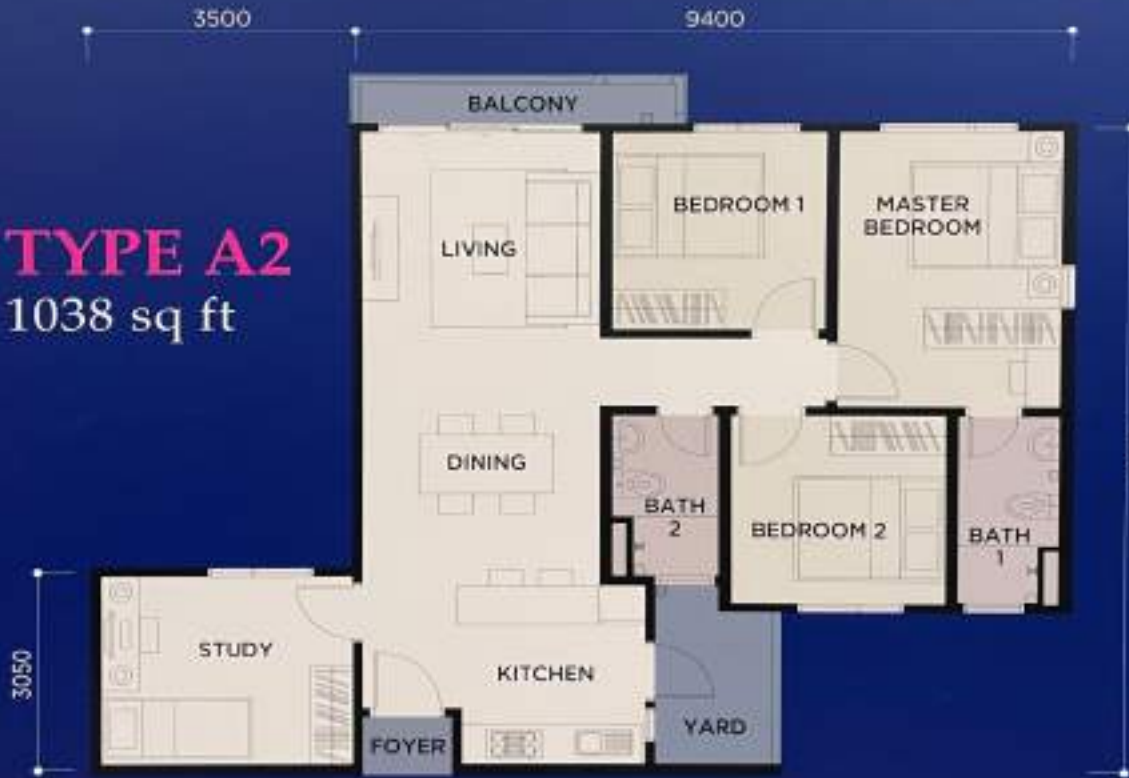 3500
9400
BALCONY
BEDROOM 1
MASTER
BEDROOM
LIVING
TYPE A2
1038 sq ft
DINING
BATH
2
BEDROOM 2
BATH
1
STUDY
KITCHEN
3050
YARD
FOYER